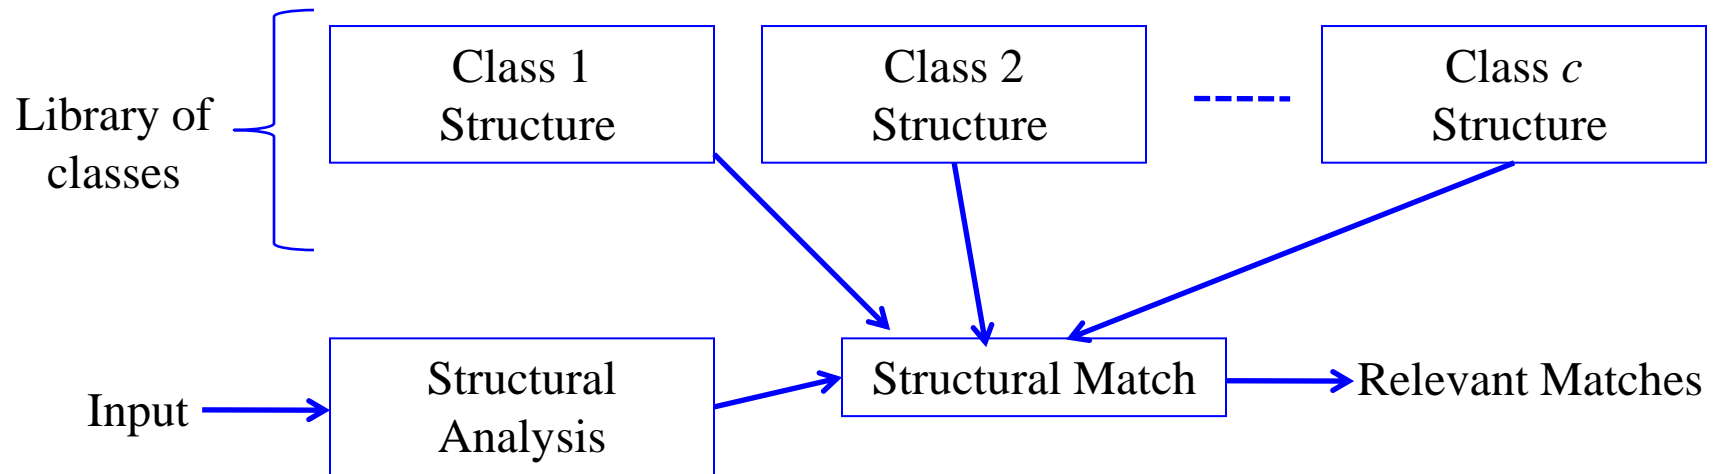 Library of
classes
Class 1
Structure
Class 2
Structure
Class c
Structure
Input
Structural
Analysis
Structural Match
Relevant Matches